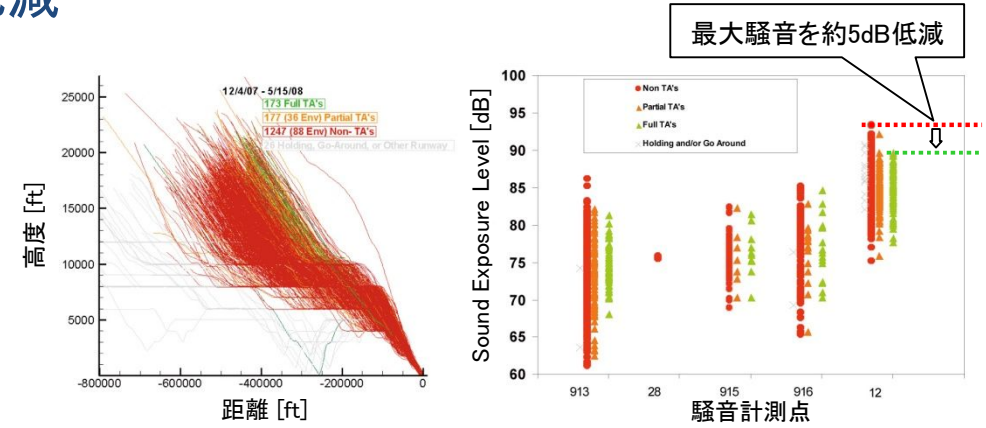 低減
最大騒音を約5dB低減
12/4/07 - 5/15/08
173 Full TA's
177 (36 Env) Partial TA's
1247 (88 Env) Non- TA's
26 Holding, Go-Around, or Other Runway
25000
20000
15000
10000
5000
高度 [ft]
-800000 -600000 -400000 -200000 0
距離 [ft]
Non TA's
Partial TA's
Full TA's
Holding and/or Go Around
100
95
90
85
80
75
70
65
60
Sound Exposure Level [dB]
913 28 915 916 12
騒音計測点